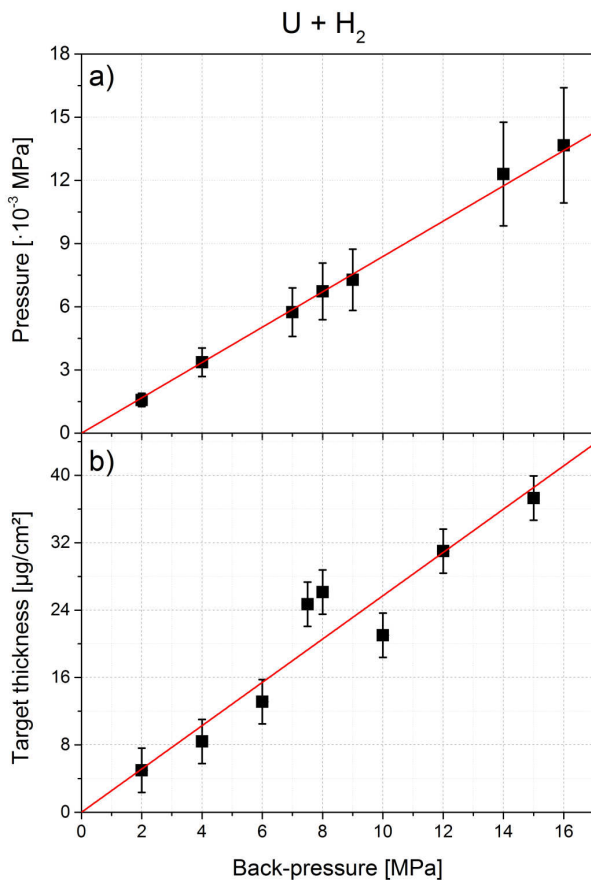 U + H₂
a)
Pressure [·10⁻³ MPa]
18
15
12
9
6
3
0
b)
Target thickness [µg/cm²]
40
32
24
16
8
0
0 2 4 6 8 10 12 14 16
Back-pressure [MPa]